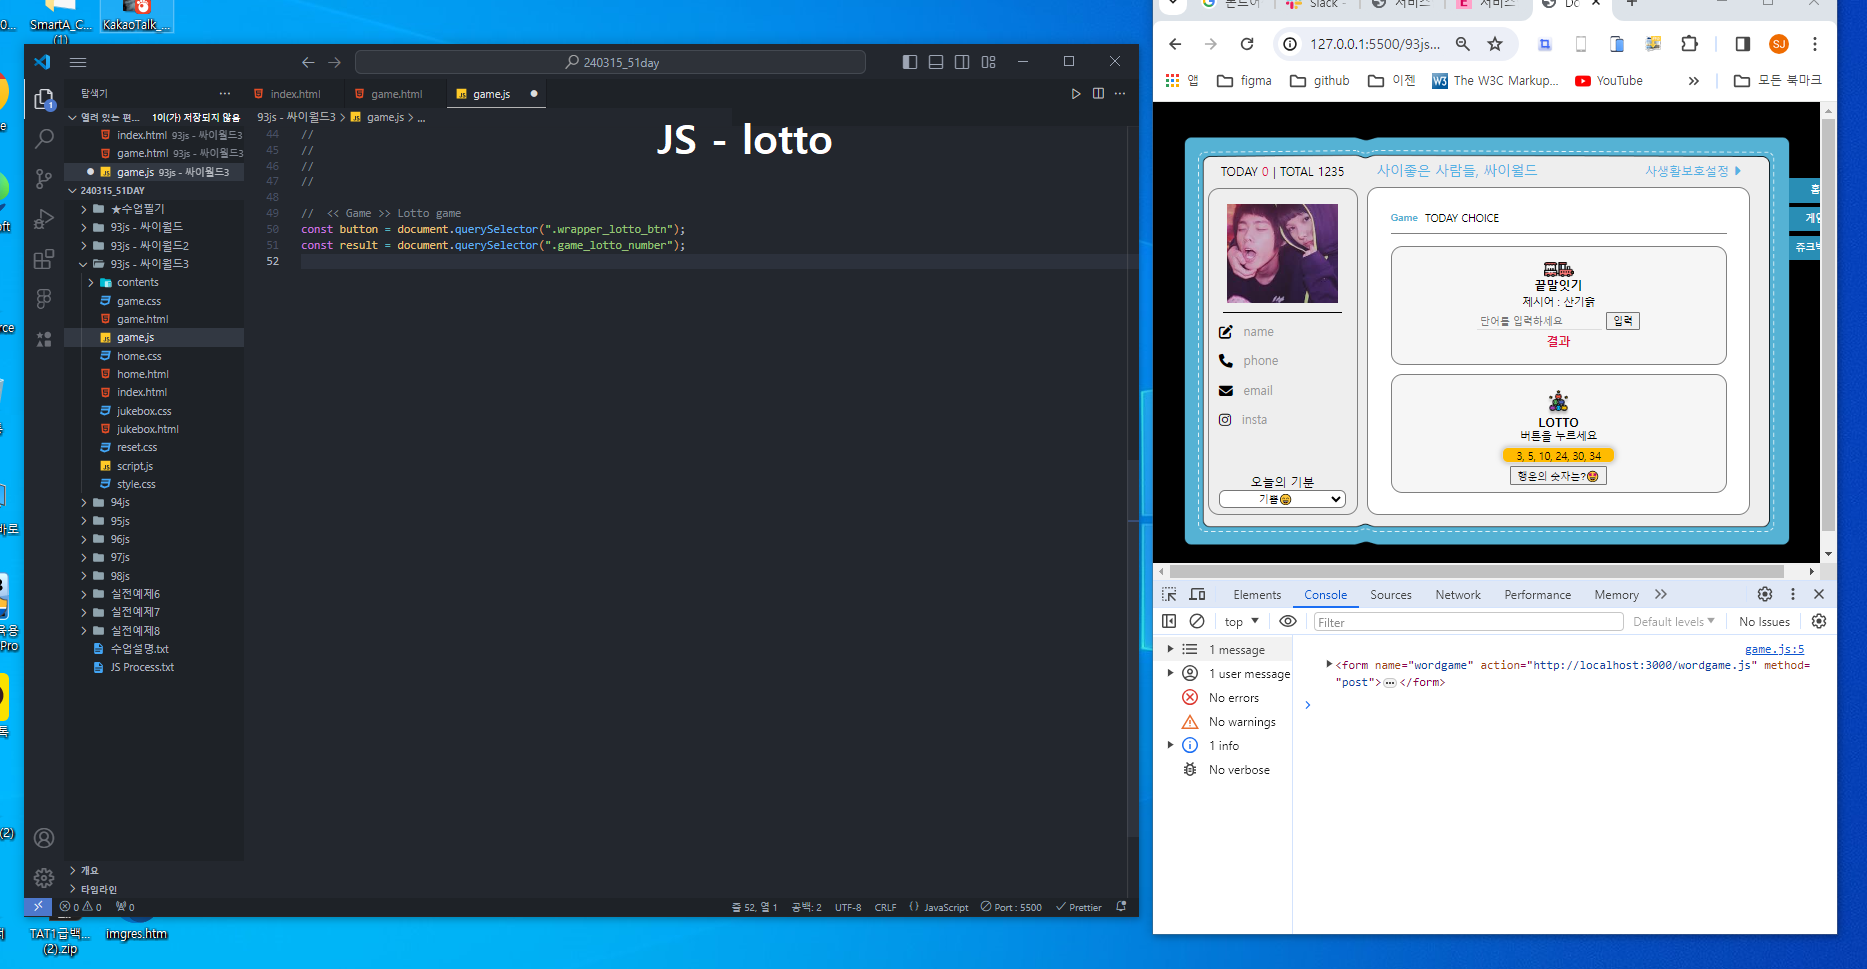 SmartA_C...
(1)
KakaoTalk_...
240315_51day
탐색기
index.html
game.html
game.js
열려 있는 편...
1이(가) 저장되지 않음
index.html 93js - 싸이월드3
game.html 93js - 싸이월드3
game.js 93js - 싸이월드3
240315_51DAY
★수업필기
93js - 싸이월드
93js - 싸이월드2
93js - 싸이월드3
contents
game.css
game.html
game.js
home.css
home.html
index.html
jukebox.css
jukebox.html
reset.css
script.js
style.css
94js
95js
96js
97js
98js
실전예제6
실전예제7
실전예제8
수업설명.txt
JS Process.txt
개요
타임라인
93js - 싸이월드3 > game.js > ...
JS - lotto
44 //
45 //
46 //
47 //
48
49 // << Game >> Lotto game
50 const button = document.querySelector(".wrapper_lotto_btn");
51 const result = document.querySelector(".game_lotto_number");
52
0 0 0
줄 52, 열 1 공백: 2 UTF-8 CRLF {} JavaScript Port : 5500 Prettier
TAT1급백...
(2).zip
imgres.htm
Slack -
127.0.0.1:5500/93js...
SJ
앱 figma github 이젠 The W3C Markup... YouTube » 모든 북마크
TODAY 0 | TOTAL 1235
사이좋은 사람들, 싸이월드
사생활보호설정
홈
쥬크박
name
phone
email
insta
오늘의 기분
기쁨😄
Game TODAY CHOICE
끝말잇기
제시어 : 산기슭
단어를 입력하세요
입력
결과
LOTTO
버튼을 누르세요
3, 5, 10, 24, 30, 34
행운의 숫자는?🤩
Elements Console Sources Network Performance Memory »
top Filter Default levels No Issues
1 message
1 user message
No errors
No warnings
1 info
No verbose
game.js:5
<form name="wordgame" action="http://localhost:3000/wordgame.js" method=
"post">…</form>